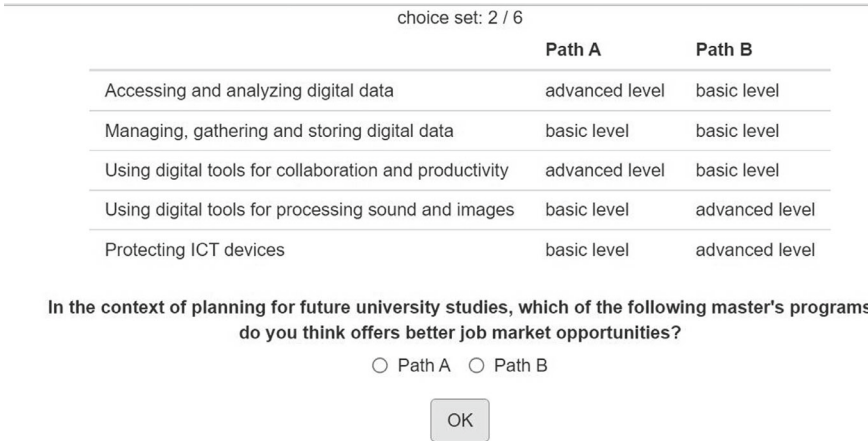 choice set: 2 / 6
Path A Path B
Accessing and analyzing digital data advanced level basic level
Managing, gathering and storing digital data basic level basic level
Using digital tools for collaboration and productivity advanced level basic level
Using digital tools for processing sound and images basic level advanced level
Protecting ICT devices basic level advanced level
In the context of planning for future university studies, which of the following master's programs
do you think offers better job market opportunities?
Path A Path B
OK